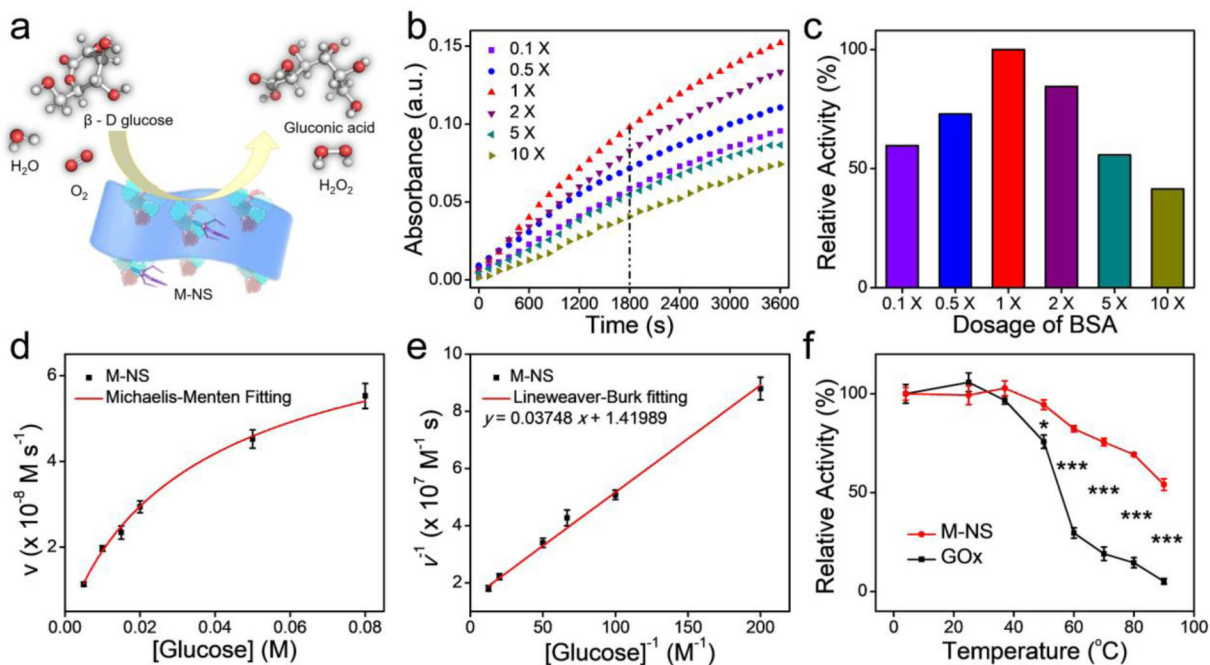 a
β - D glucose
Gluconic acid
H₂O
O₂
H₂O₂
M-NS
b
Absorbance (a.u.)
0.15
0.10
0.05
0.00
0.1 X
0.5 X
1 X
2 X
5 X
10 X
0 600 1200 1800 2400 3000 3600
Time (s)
c
Relative Activity (%)
100
50
0
0.1 X 0.5 X 1 X 2 X 5 X 10 X
Dosage of BSA
d
v (x 10⁻⁸ M s⁻¹)
6
4
2
M-NS
Michaelis-Menten Fitting
0.00 0.02 0.04 0.06 0.08
[Glucose] (M)
e
v⁻¹ (x 10⁷ M⁻¹ s)
10
8
6
4
2
M-NS
Lineweaver-Burk fitting
y = 0.03748 x + 1.41989
0 50 100 150 200
[Glucose]⁻¹ (M⁻¹)
f
Relative Activity (%)
100
50
0
*
***
***
***
***
M-NS
GOx
0 20 40 60 80 100
Temperature (°C)